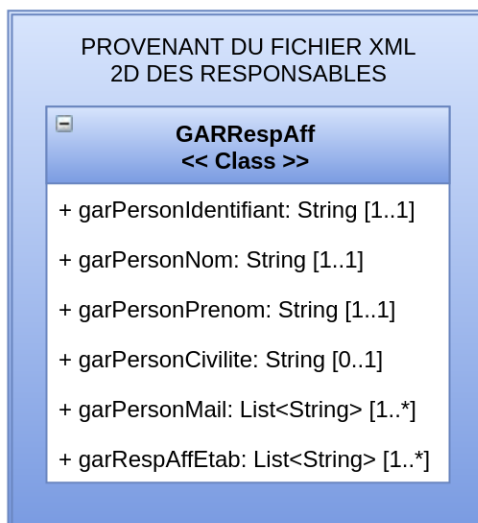 PROVENANT DU FICHIER XML
2D DES RESPONSABLES
GARRespAff
<< Class >>
+ garPersonIdentifiant: String [1..1]
+ garPersonNom: String [1..1]
+ garPersonPrenom: String [1..1]
+ garPersonCivilite: String [0..1]
+ garPersonMail: List<String> [1..*]
+ garRespAffEtab: List<String> [1..*]